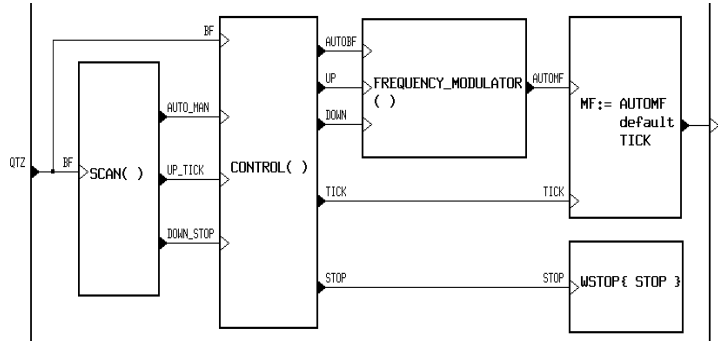 BF
AUTOBF
UP
FREQUENCY_MODULATOR
( )
AUTOMF
MF:= AUTOMF
default
TICK
AUTO_MAN
DOWN
QTZ
BF
SCAN( )
UP_TICK
CONTROL( )
TICK
TICK
DOWN_STOP
STOP
STOP
WSTOP{ STOP }